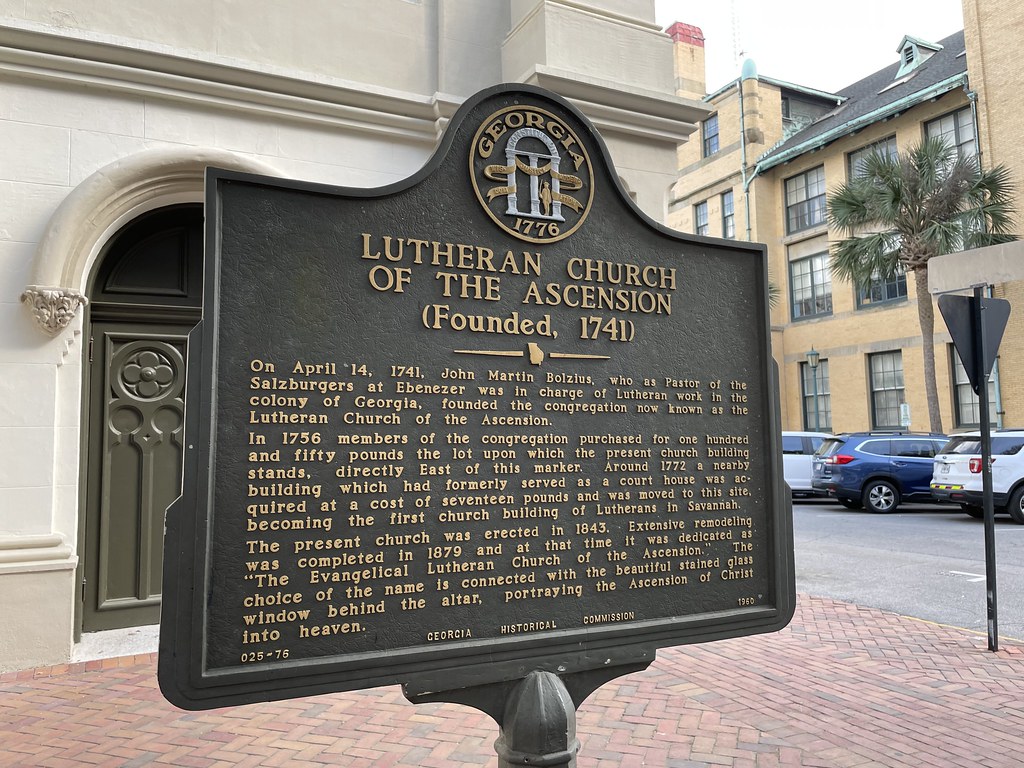 GEORGIA
1776
LUTHERAN CHURCH
OF THE ASCENSION
(Founded, 1741)
On April 14, 1741, John Martin Bolzius, who as Pastor of the
Salzburgers at Ebenezer was in charge of Lutheran work in the
colony of Georgia, founded the congregation now known as the
Lutheran Church of the Ascension.
In 1756 members of the congregation purchased for one hundred
and fifty pounds the lot upon which the present church building
stands, directly East of this marker. Around 1772 a nearby
building which had formerly served as a court house was ac-
quired at a cost of seventeen pounds and was moved to this site,
becoming the first church building of Lutherans in Savannah.
The present church was erected in 1843. Extensive remodeling
was completed in 1879 and at that time it was dedicated as
“The Evangelical Lutheran Church of the Ascension.” The
choice of the name is connected with the beautiful stained glass
window behind the altar, portraying the Ascension of Christ
into heaven.
GEORGIA HISTORICAL COMMISSION
025-76
1960